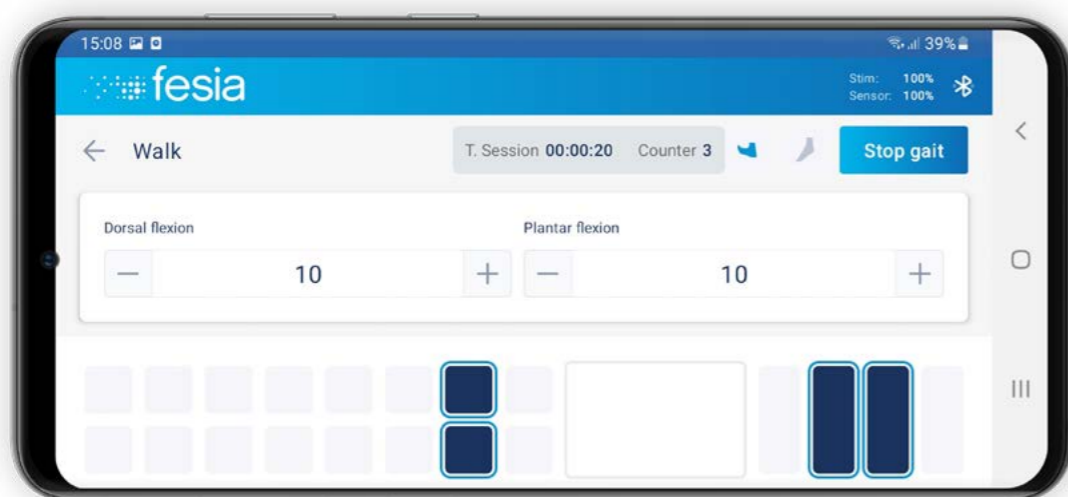 15:08
39%
fesia
Stim: 100%
Sensor: 100%
Walk
T. Session 00:00:20 Counter 3
Stop gait
Dorsal flexion
Plantar flexion
10
10